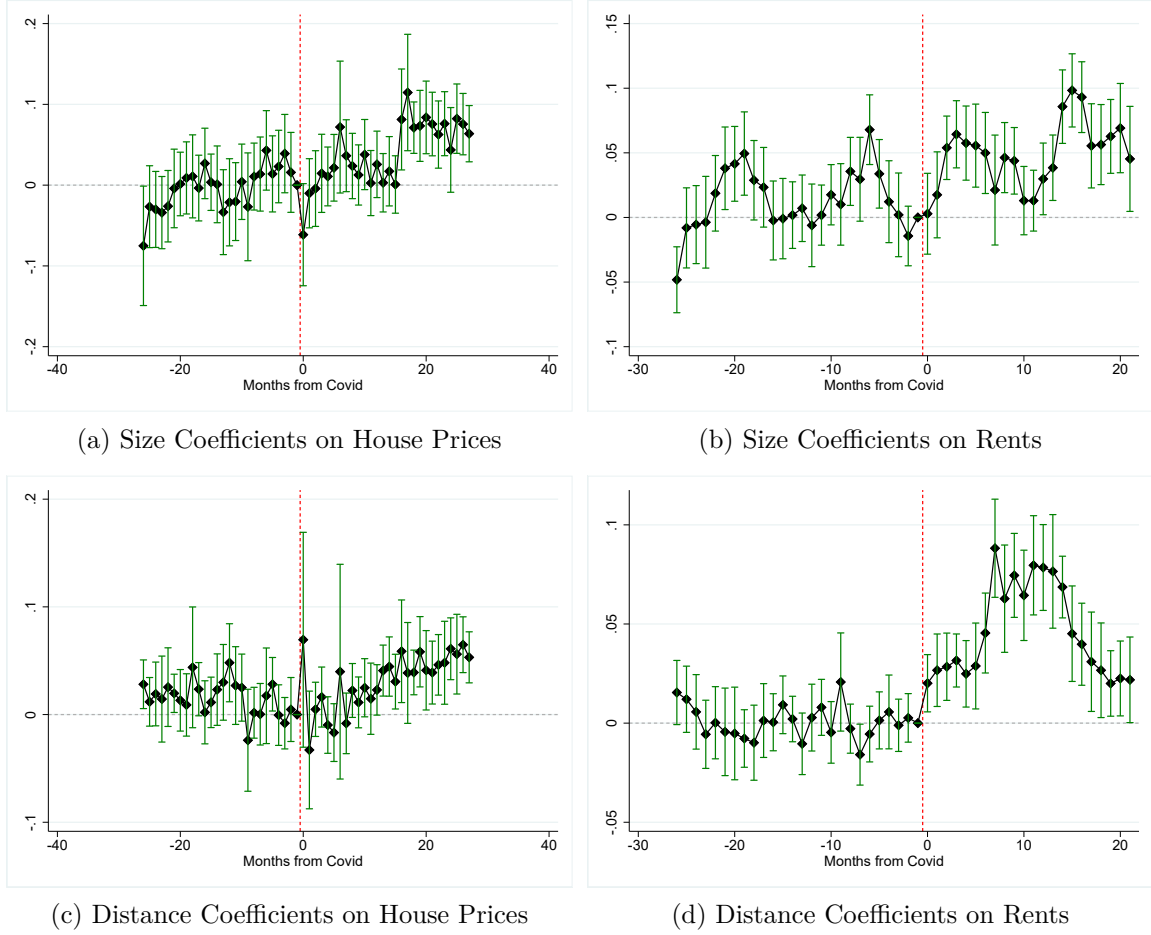 .2
.1
0
-.1
-.2
-40 -20 0 20 40
Months from Covid
(a) Size Coefficients on House Prices
.15
.1
.05
0
-.05
-.1
-30 -20 -10 0 10 20
Months from Covid
(b) Size Coefficients on Rents
.2
.1
0
-.1
-40 -20 0 20 40
Months from Covid
(c) Distance Coefficients on House Prices
.1
.05
0
-.05
-30 -20 -10 0 10 20
Months from Covid
(d) Distance Coefficients on Rents